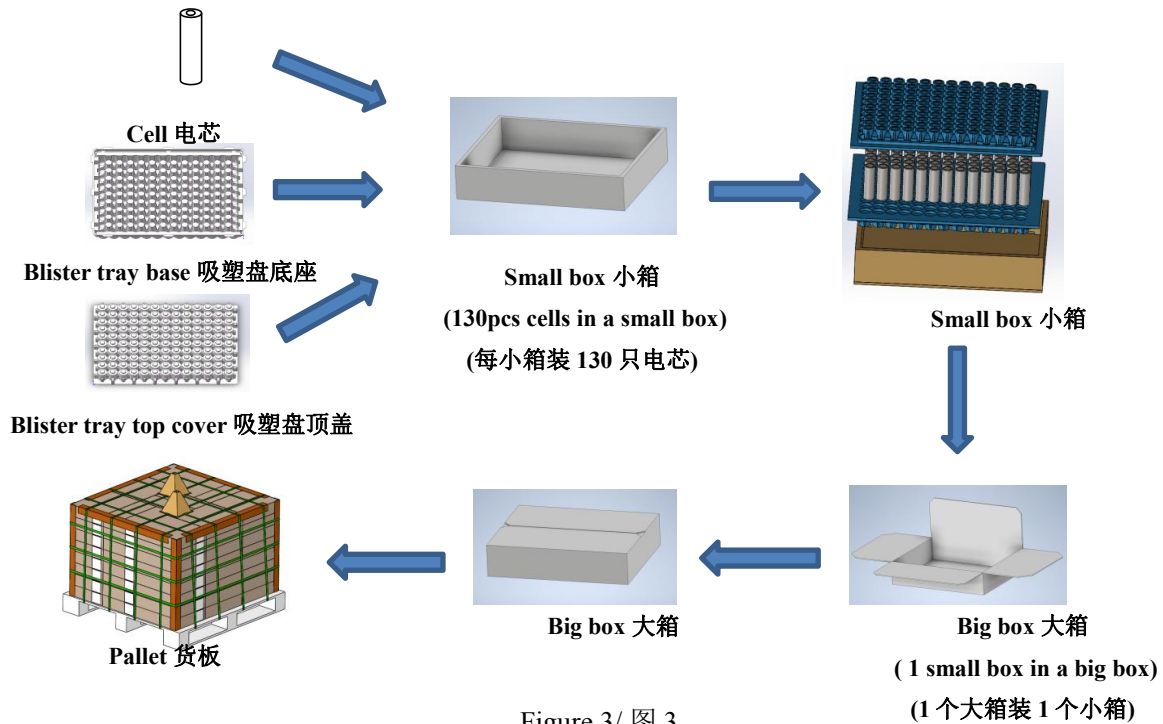 Cell 电芯
Blister tray base 吸塑盘底座
Blister tray top cover 吸塑盘顶盖
Small box 小箱
(130pcs cells in a small box)
(每小箱装 130 只电芯)
Small box 小箱
Big box 大箱
( 1 small box in a big box)
(1 个大箱装 1 个小箱)
Big box 大箱
Pallet 货板
Figure 3/ 图 3